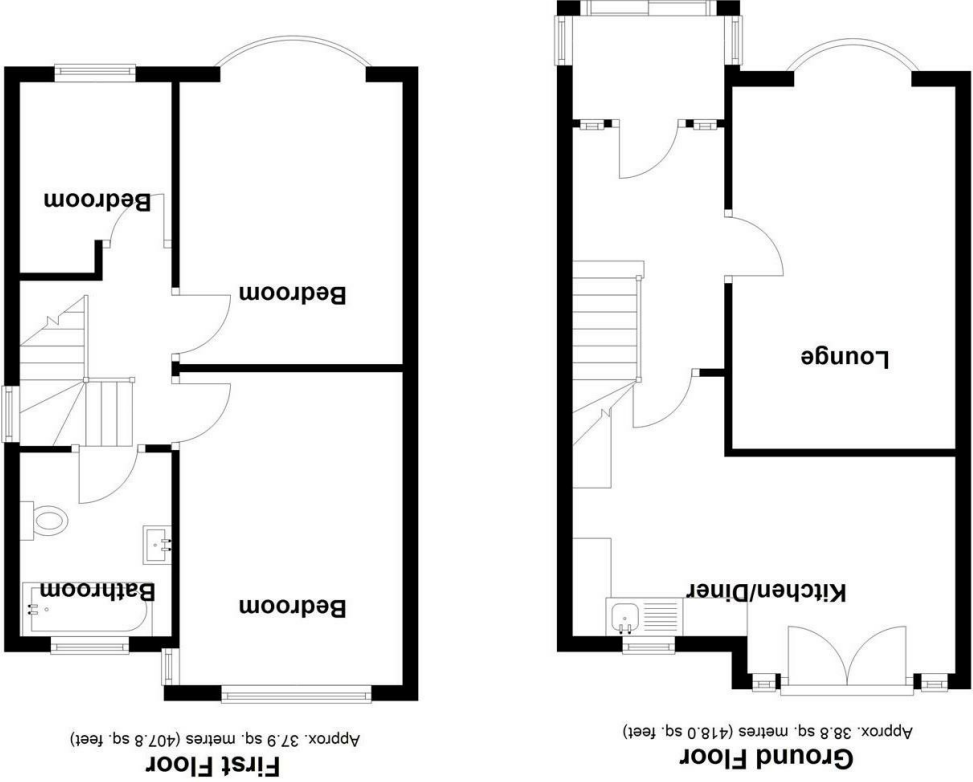 Ground Floor
Approx. 38.8 sq. metres (418.0 sq. feet)
Kitchen/Diner
Lounge
First Floor
Approx. 37.9 sq. metres (407.8 sq. feet)
Bedroom
Bathroom
Bedroom
Bedroom